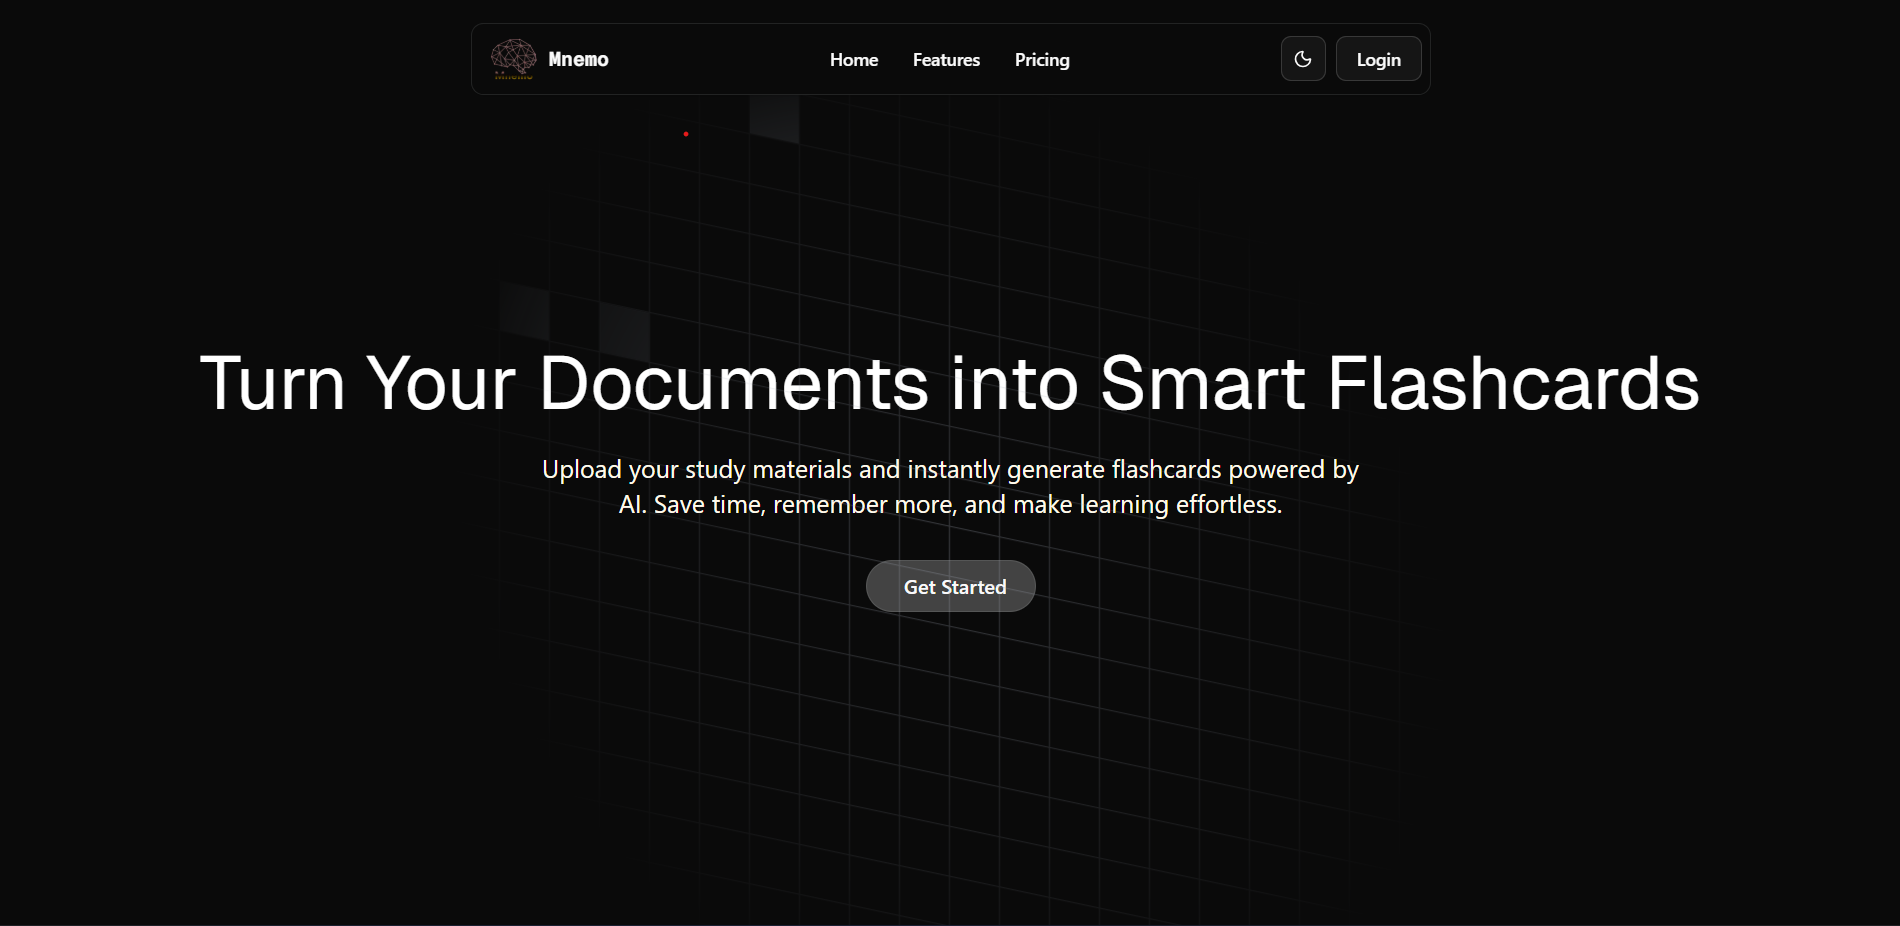 Mnemo
Home
Features
Pricing
Login
Turn Your Documents into Smart Flashcards
Upload your study materials and instantly generate flashcards powered by
AI. Save time, remember more, and make learning effortless.
Get Started